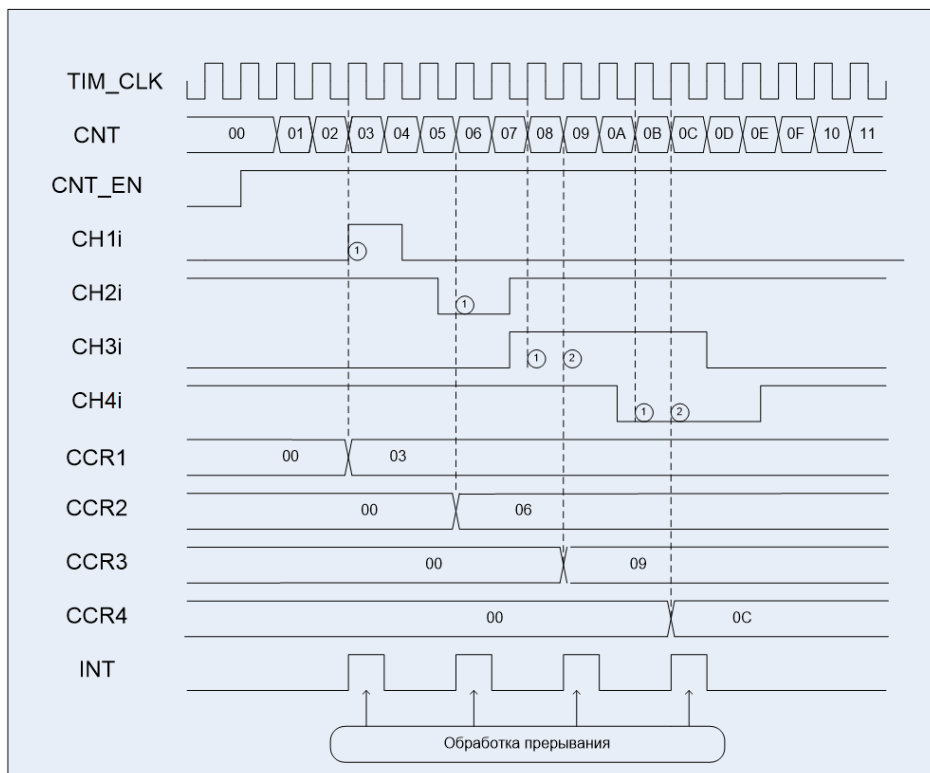 TIM_CLK
CNT 00 01 02 03 04 05 06 07 08 09 0A 0B 0C 0D 0E 0F 10 11
CNT_EN
CH1i 1
CH2i 1
CH3i 1 2
CH4i 1 2
CCR1 00 03
CCR2 00 06
CCR3 00 09
CCR4 00 0C
INT
Обработка прерывания